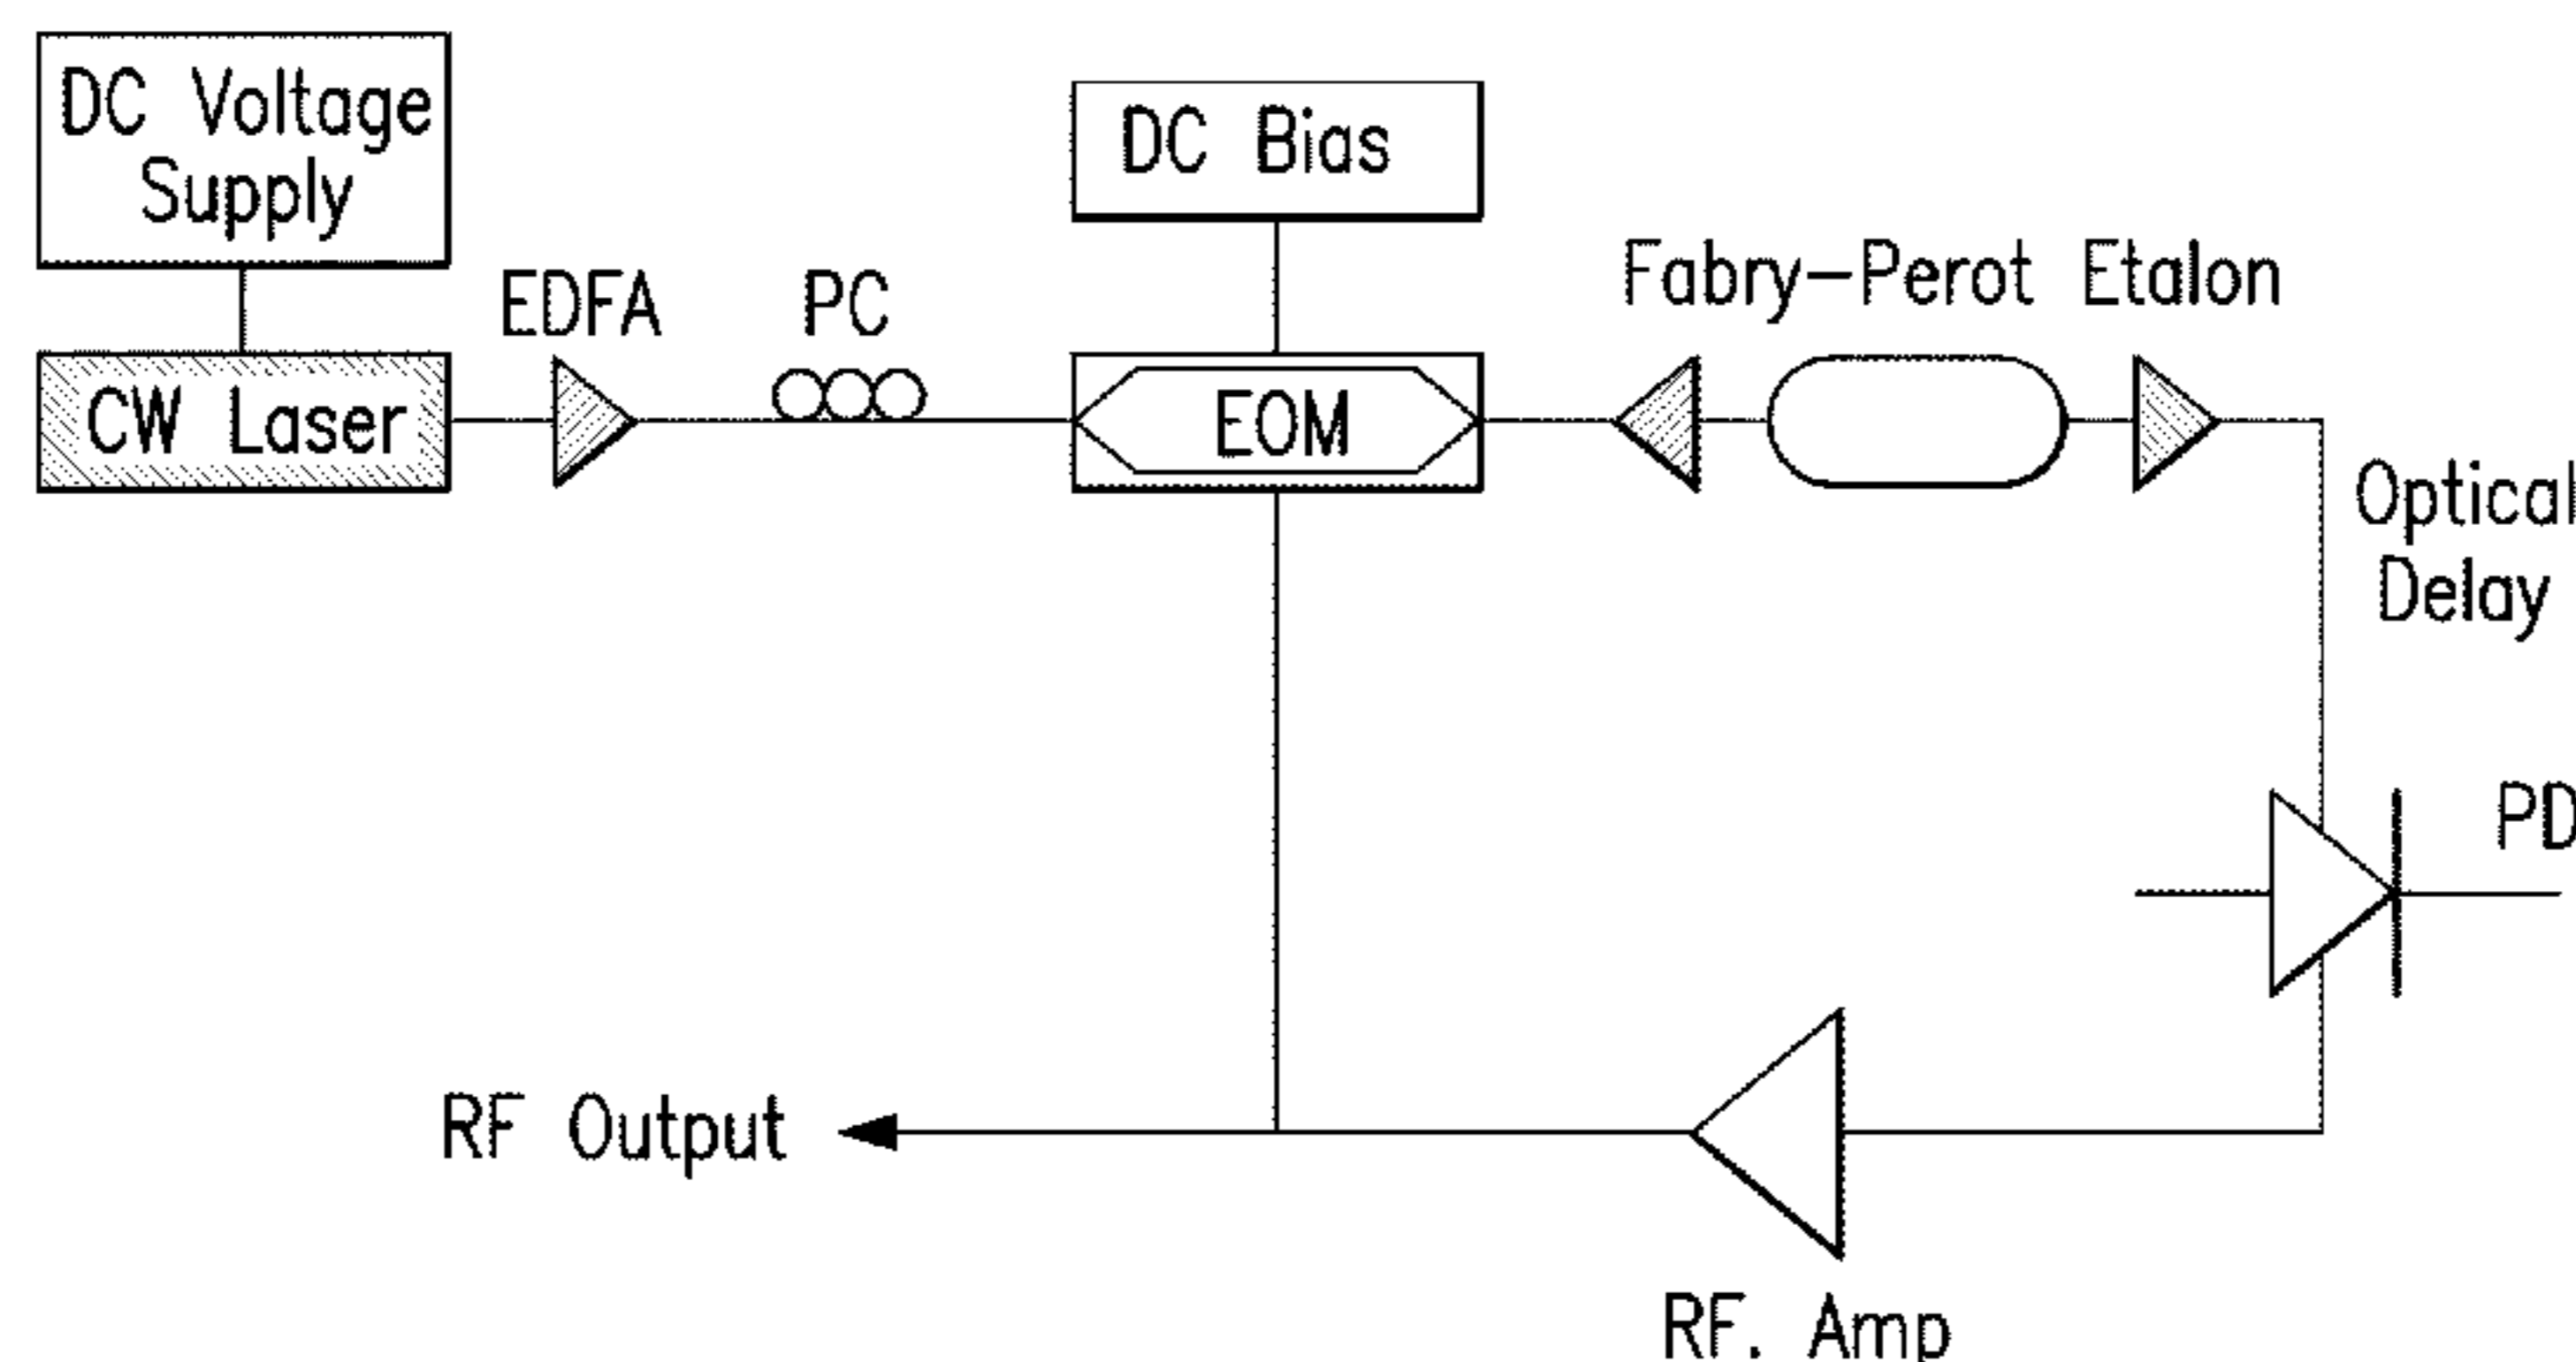 DC Voltage
Supply
DC Bias
EDFA
PC
Fabry-Perot Etalon
CW Laser
EOM
Optical
Delay
PD
RF Output
RF. Amp